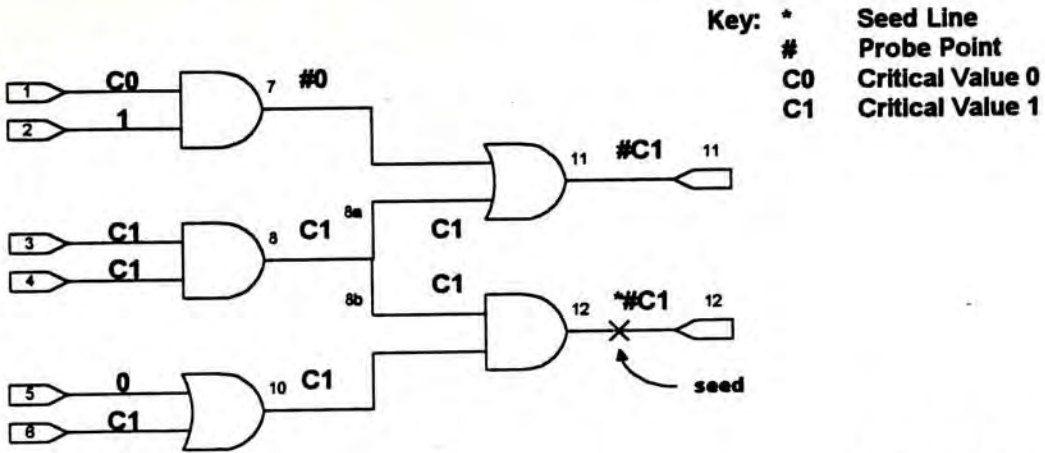 Key: * Seed Line
# Probe Point
C0 Critical Value 0
C1 Critical Value 1
1 C0 7 #0
2 1
11 #C1 11
3 C1 8 C1 8a C1
4 C1
8b C1
12 *#C1 12
seed
5 0 10 C1
6 C1